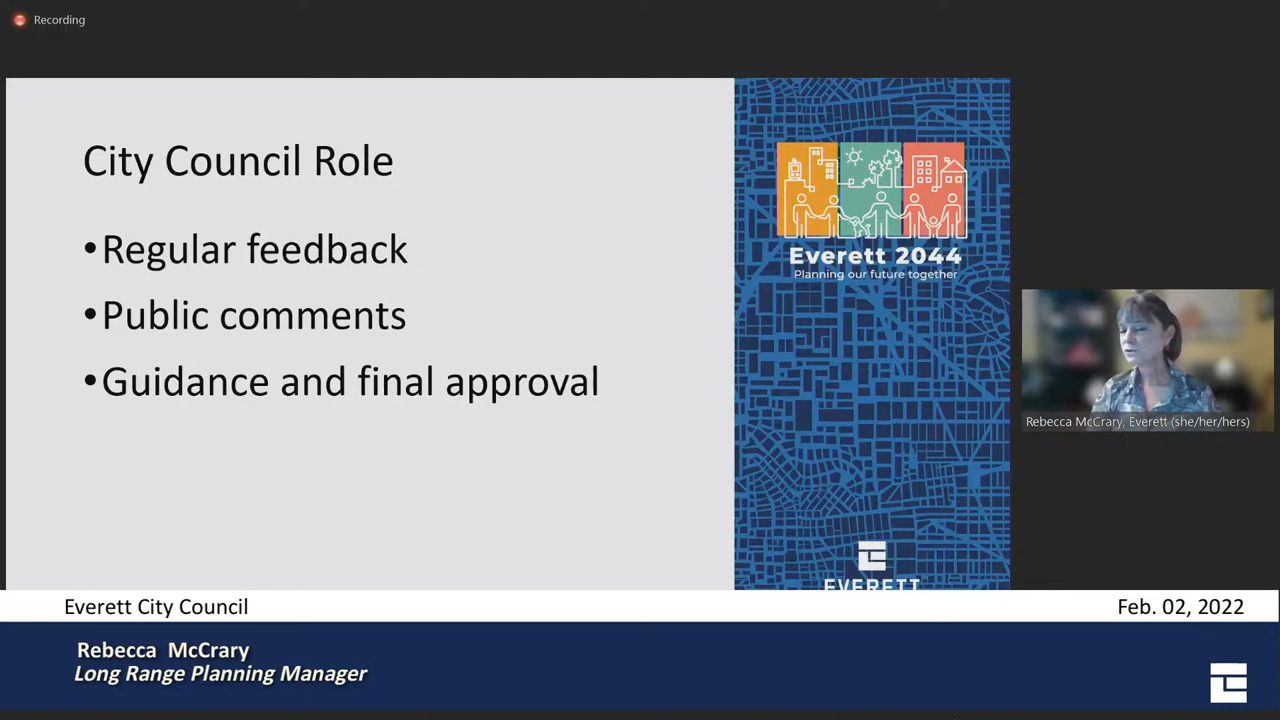 Recording
City Council Role
•Regular feedback
•Public comments
•Guidance and final approval
Everett 2044
Planning our future together
EVERETT
Rebecca McCrary, Everett (she/her/hers)
Everett City Council
Feb. 02, 2022
Rebecca McCrary
Long Range Planning Manager